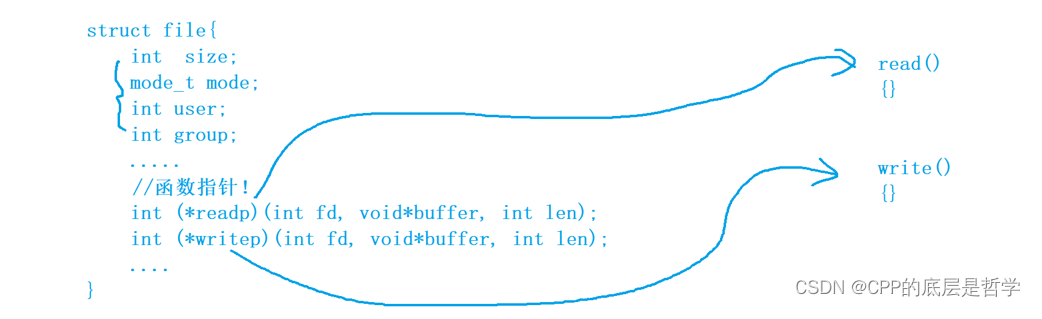 struct file{
int size;
mode_t mode;
int user;
int group;
.....
//函数指针！
int (*readp)(int fd, void*buffer, int len);
int (*writep)(int fd, void*buffer, int len);
....
}
read()
{}
write()
{}
CSDN @CPP的底层是哲学